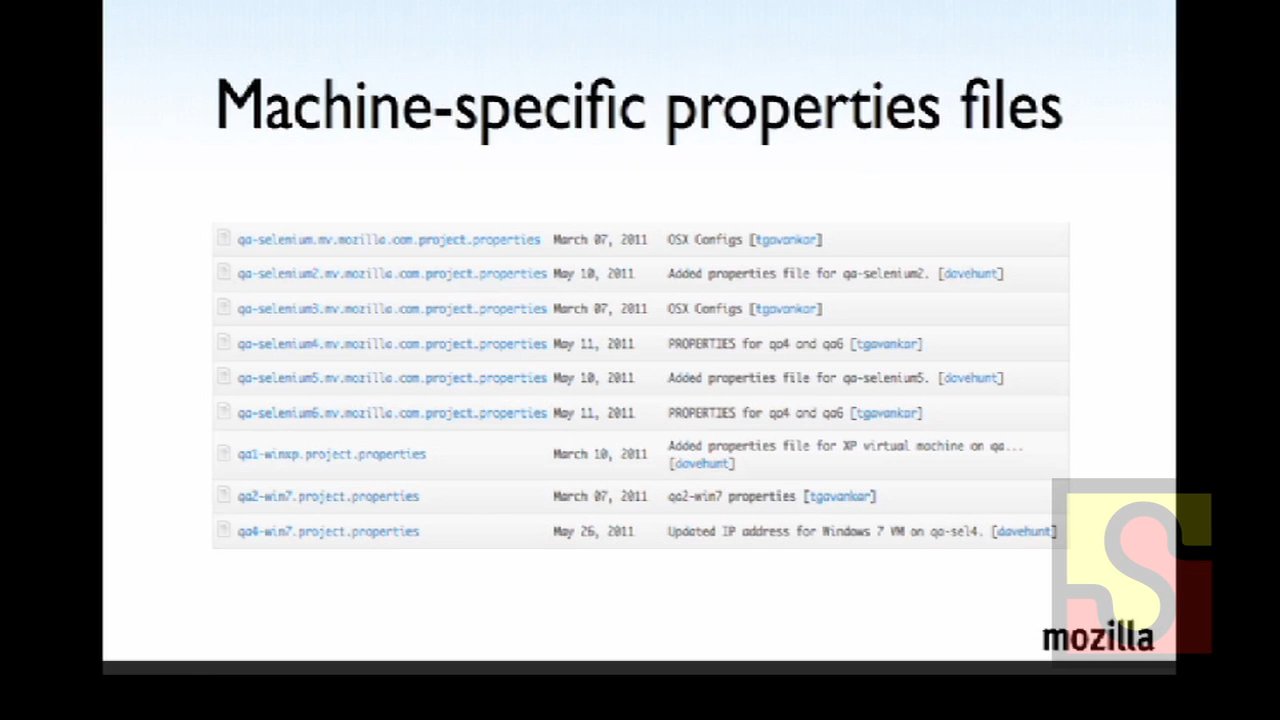 Machine-specific properties files
qa-selenium.mv.mozilla.com.project.properties March 07, 2011 OSX Configs [tgavankar]
qa-selenium2.mv.mozilla.com.project.properties May 10, 2011 Added properties file for qa-selenium2. [davehunt]
qa-selenium3.mv.mozilla.com.project.properties March 07, 2011 OSX Configs [tgavankar]
qa-selenium4.mv.mozilla.com.project.properties May 11, 2011 PROPERTIES for qa4 and qa6 [tgavankar]
qa-selenium5.mv.mozilla.com.project.properties May 10, 2011 Added properties file for qa-selenium5. [davehunt]
qa-selenium6.mv.mozilla.com.project.properties May 11, 2011 PROPERTIES for qa4 and qa6 [tgavankar]
qa1-winxp.project.properties March 10, 2011 Added properties file for XP virtual machine on qa...
[davehunt]
qa2-win7.project.properties March 07, 2011 qa2-win7 properties [tgavankar]
qa4-win7.project.properties May 26, 2011 Updated IP address for Windows 7 VM on qa-sel4. [davehunt]
mozilla